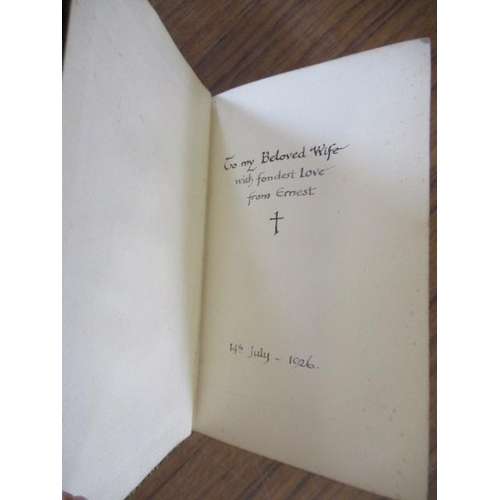 To my Beloved Wife
with fondest Love
from Ernest
14th July - 1926.